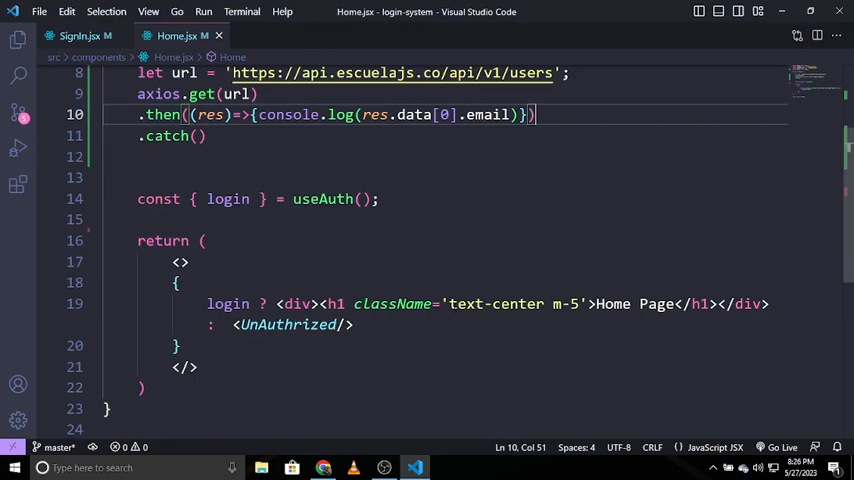 File Edit Selection View Go Run Terminal Help Home.jsx - login-system - Visual Studio Code
SignIn.jsx Home.jsx
src > components > Home.jsx > Home
8 let url = 'https://api.escuelajs.co/api/v1/users';
9 axios.get(url)
10 .then((res)=>{console.log(res.data[0].email)})
11 .catch()
12
13
14 const { login } = useAuth();
15
16 return (
17 <>
18 {
19 login ? <div><h1 className='text-center m-5'>Home Page</h1></div>
: <UnAuthrized/>
20 }
21 </>
22 )
23 }
24
5
master* 0 0 Ln 10, Col 51 Spaces: 4 UTF-8 CRLF { } JavaScript JSX Go Live
Type here to search
8:26 PM
5/27/2023